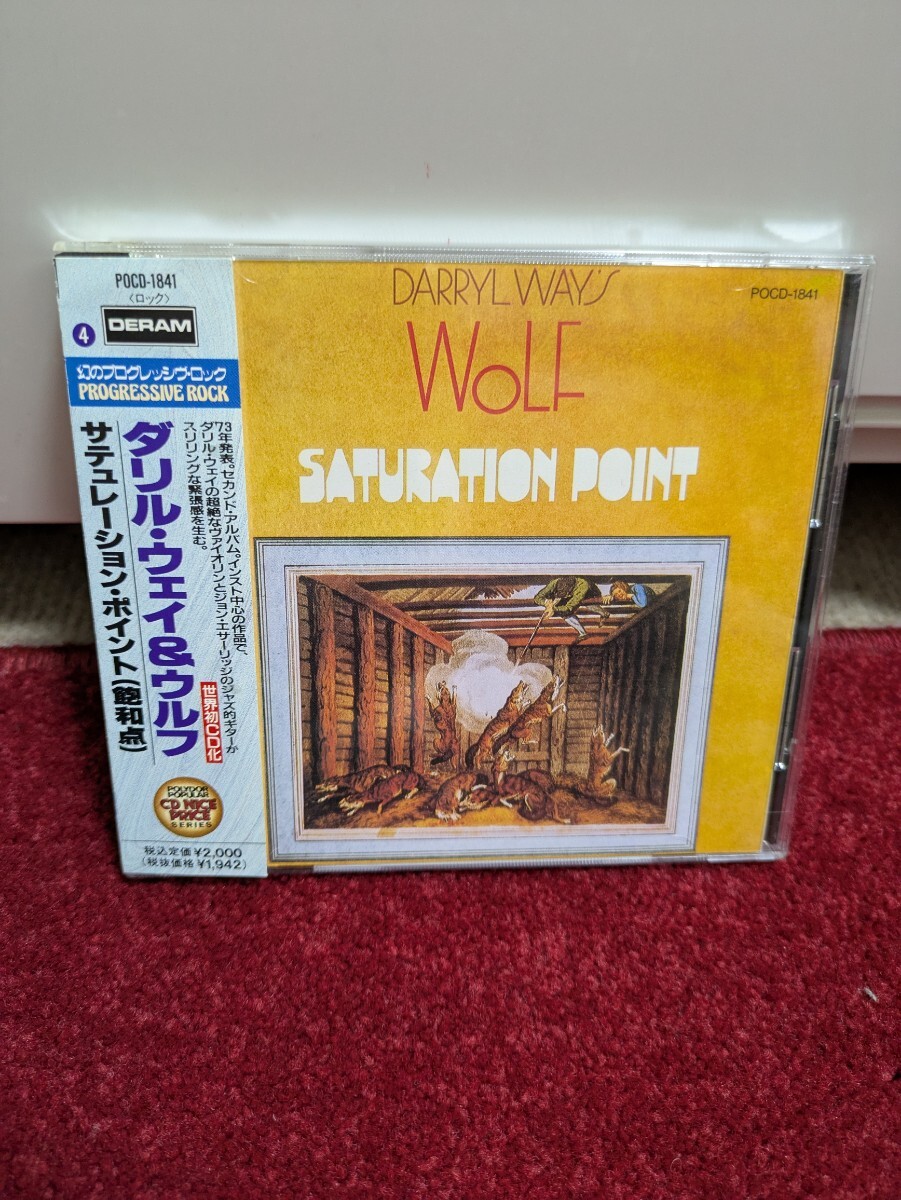 POCD-1841
〈ロック〉
4
DERAM
幻のプログレッシヴ・ロック
PROGRESSIVE ROCK
'73年発表。セカンド・アルバム。インスト中心の作品で、
ダリル・ウェイの超絶なヴァイオリンとジョン・エサーリッジのジャズ的ギターが
スリリングな緊張感を生む。
世界初CD化
ダリル・ウェイ&ウルフ
サテュレーション・ポイント(飽和点)
POLYDOR
POPULAR
CD NICE
PRICE
SERIES
税込定価¥2,000
(税抜価格¥1,942)
DARRYL WAY'S
WOLF
POCD-1841
SATURATION POINT